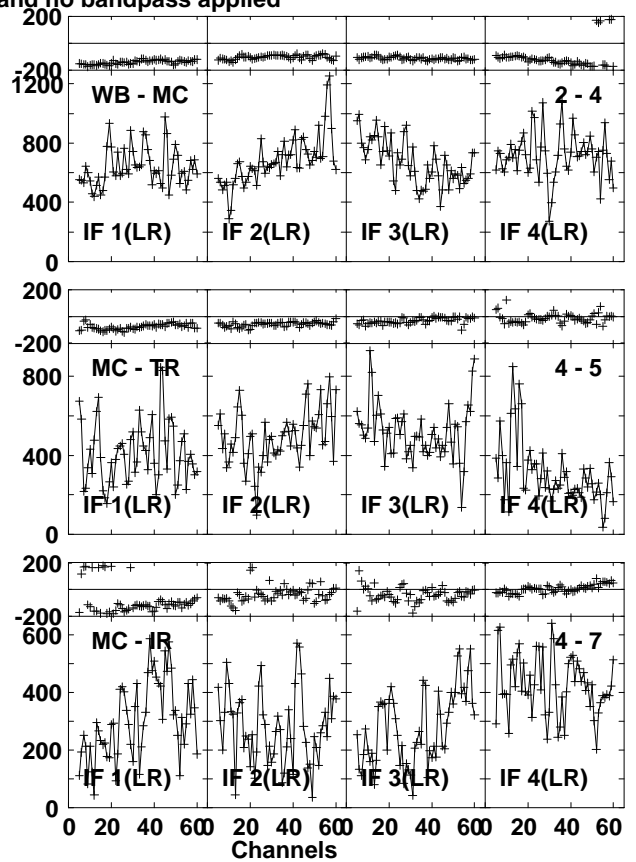 and no bandpass applied
200
-200
1200
WB - MC
2 - 4
800
400
IF 1(LR) IF 2(LR) IF 3(LR) IF 4(LR)
0
200
-200
MC - TR
4 - 5
800
400
IF 1(LR) IF 2(LR) IF 3(LR) IF 4(LR)
0
200
-200
MC - IR
4 - 7
600
400
200
IF 1(LR) IF 2(LR) IF 3(LR) IF 4(LR)
0
0 20 40 60 0 20 40 60 0 20 40 60 0 20 40 60
Channels